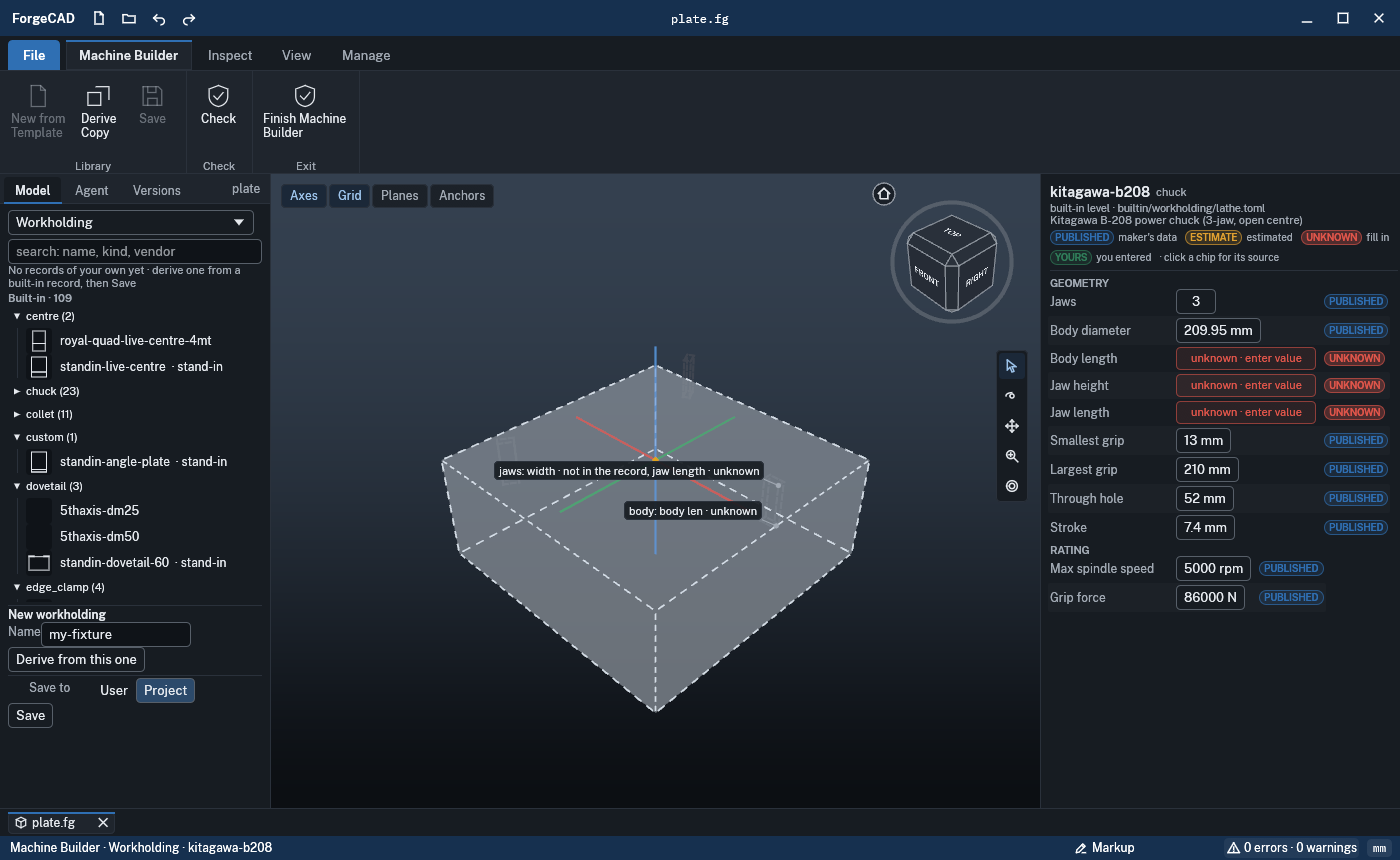 ForgeCAD
plate.fg
File Machine Builder Inspect View Manage
New from Template
Derive Copy
Save
Check
Finish Machine Builder
Library
Check
Exit
Model Agent Versions plate
Workholding
search: name, kind, vendor
No records of your own yet · derive one from a
built-in record, then Save
Built-in · 109
centre (2)
royal-quad-live-centre-4mt
standin-live-centre · stand-in
chuck (23)
collet (11)
custom (1)
standin-angle-plate · stand-in
dovetail (3)
5thaxis-dm25
5thaxis-dm50
standin-dovetail-60 · stand-in
edge_clamp (4)
New workholding
Name my-fixture
Derive from this one
Save to User Project
Save
Axes Grid Planes Anchors
TOP
FRONT
RIGHT
jaws: width · not in the record, jaw length · unknown
body: body len · unknown
kitagawa-b208 chuck
built-in level · builtin/workholding/lathe.toml
Kitagawa B-208 power chuck (3-jaw, open centre)
PUBLISHED maker's data ESTIMATE estimated UNKNOWN fill in
YOURS you entered · click a chip for its source
GEOMETRY
Jaws 3 PUBLISHED
Body diameter 209.95 mm PUBLISHED
Body length unknown · enter value UNKNOWN
Jaw height unknown · enter value UNKNOWN
Jaw length unknown · enter value UNKNOWN
Smallest grip 13 mm PUBLISHED
Largest grip 210 mm PUBLISHED
Through hole 52 mm PUBLISHED
Stroke 7.4 mm PUBLISHED
RATING
Max spindle speed 5000 rpm PUBLISHED
Grip force 86000 N PUBLISHED
plate.fg
Machine Builder · Workholding · kitagawa-b208
Markup
0 errors · 0 warnings
mm